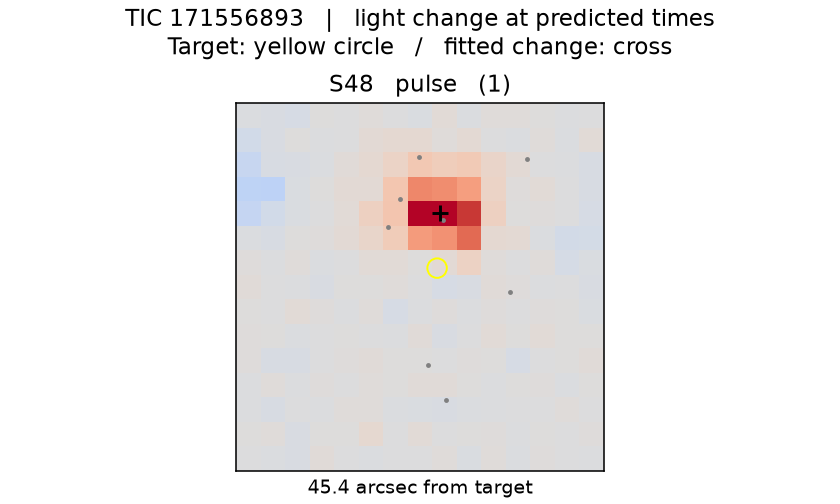 TIC 171556893   |   light change at predicted times
Target: yellow circle   /   fitted change: cross
S48   pulse   (1)
45.4 arcsec from target